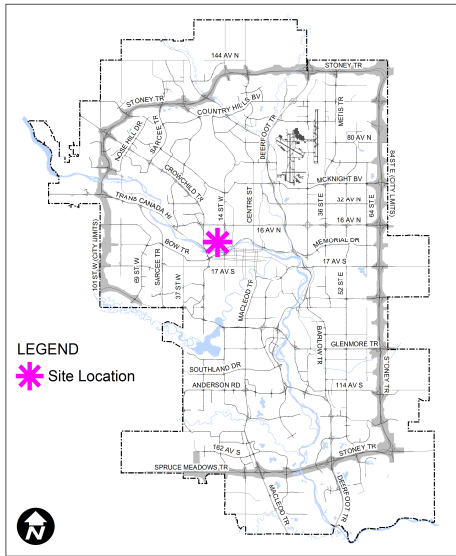 144 AV N
STONEY TR
STONEY TR
COUNTRY HILLS BV
METIS TR
NOSE HILL DR
SARCEE TR
DEERFOOT TR
80 AV N
84 ST E (CITY LIMITS)
CROWCHILD TR
MCKNIGHT BV
14 ST W
CENTRE ST
36 ST E
32 AV N
64 ST E
TRANS CANADA HI
16 AV N
16 AV N
101 ST W (CITY LIMITS)
BOW TR
MEMORIAL DR
69 ST W
SARCEE TR
37 ST W
17 AV S
17 AV S
MACLEOD TR
52 ST E
BARLOW TR
LEGEND
Site Location
GLENMORE TR
SOUTHLAND DR
STONEY TR
ANDERSON RD
114 AV S
162 AV S
STONEY TR
SPRUCE MEADOWS TR
MACLEOD TR
DEERFOOT TR
N